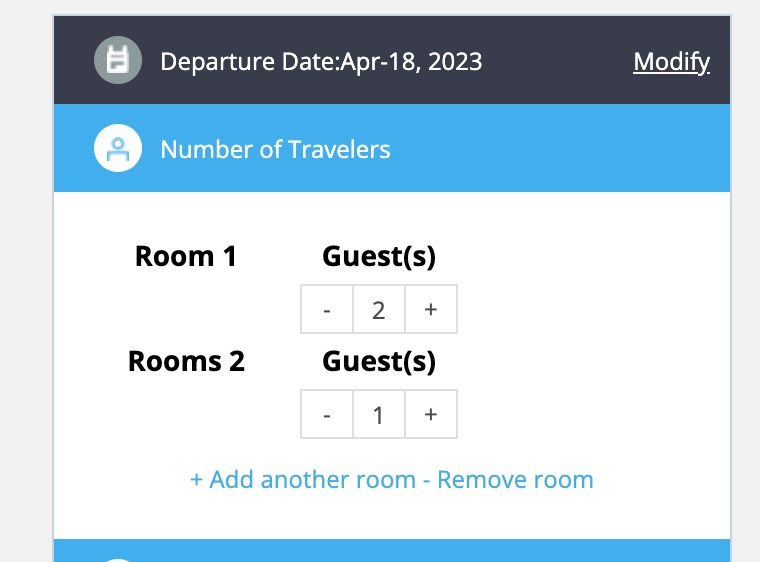 Departure Date:Apr-18, 2023 Modify
Number of Travelers
Room 1 Guest(s)
- 2 +
Rooms 2 Guest(s)
- 1 +
+ Add another room - Remove room